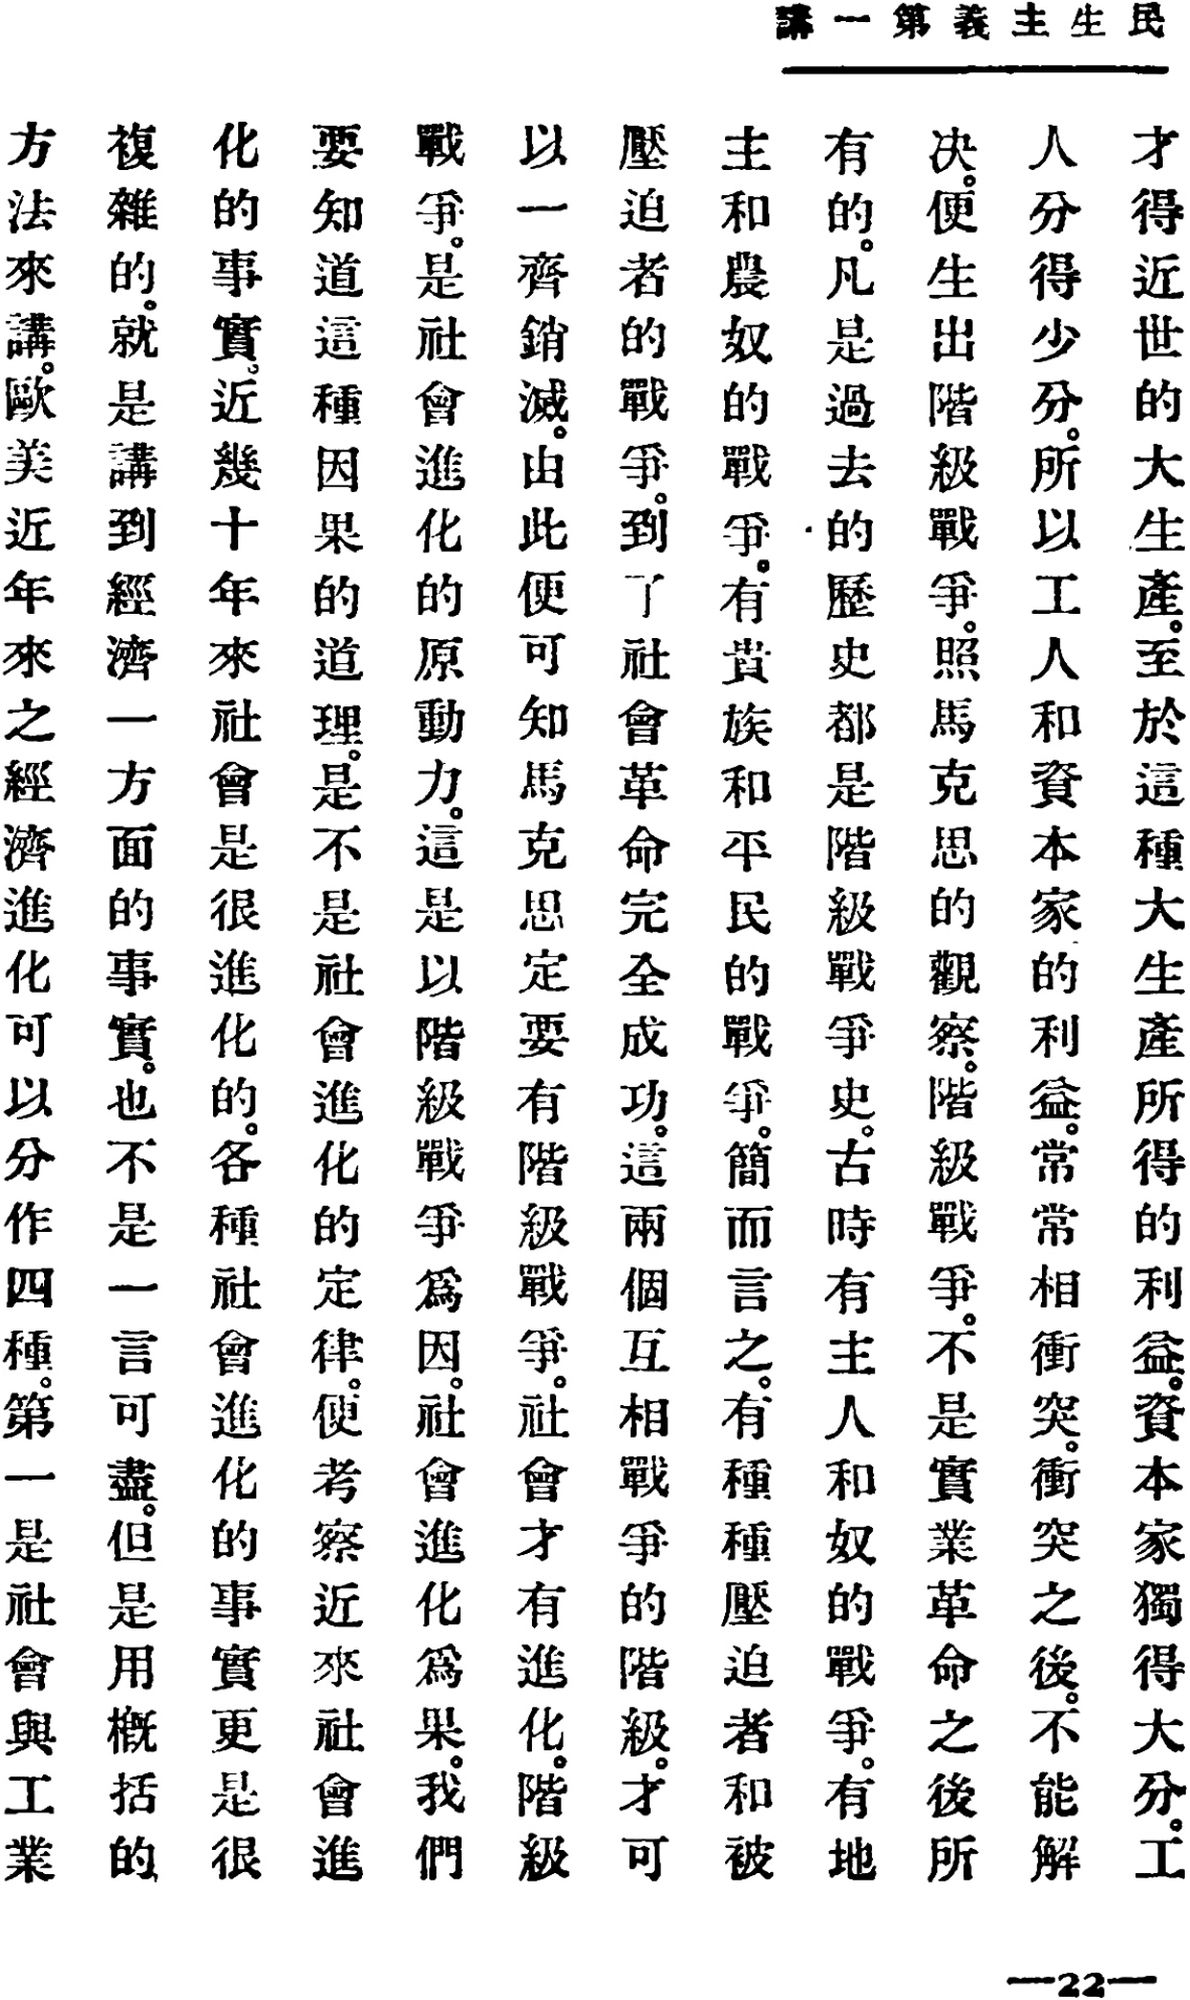 民生主義第一講
才得近世的大生產。至於這種大生產所得的利益。資本家獨得大分。工
人分得少分。所以工人和資本家的利益。常常相衝突。衝突之後。不能解
决。便生出階級戰爭。照馬克思的觀察。階級戰爭。不是實業革命之後所
有的。凡是過去的歷史都是階級戰爭史。古時有主人和奴的戰爭。有地
主和農奴的戰爭。有貴族和平民的戰爭。簡而言之。有種種壓迫者和被
壓迫者的戰爭。到了社會革命完全成功。這兩個互相戰爭的階級。才可
以一齊銷滅。由此便可知馬克思定要有階級戰爭。社會才有進化。階級
戰爭。是社會進化的原動力。這是以階級戰爭爲因。社會進化爲果。我們
要知道這種因果的道理。是不是社會進化的定律。便考察近來社會進
化的事實。近幾十年來社會是很進化的。各種社會進化的事實更是很
複雜的。就是講到經濟一方面的事實。也不是一言可盡。但是用概括的
方法來講。歐美近年來之經濟進化可以分作四種。第一是社會與工業
—22—